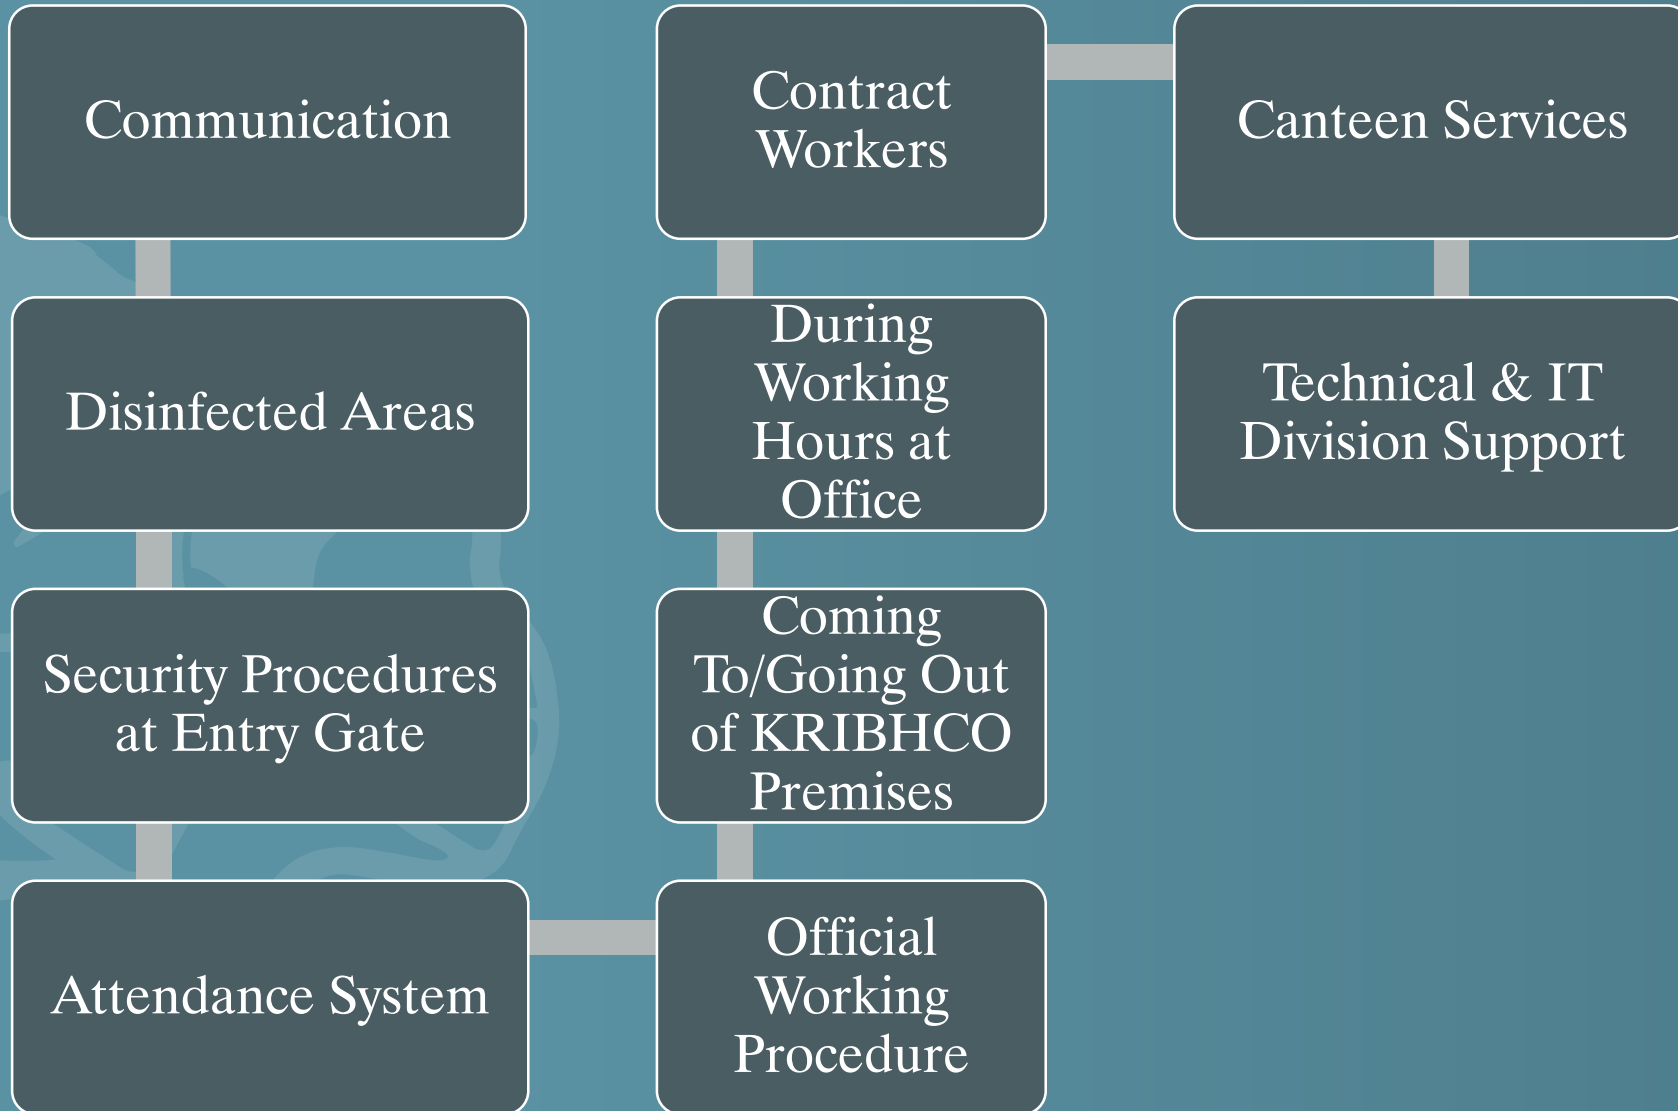 Communication
Disinfected Areas
Security Procedures
at Entry Gate
Attendance System
Official
Working
Procedure
Coming
To/Going Out
of KRIBHCO
Premises
During
Working
Hours at
Office
Contract
Workers
Canteen Services
Technical & IT
Division Support